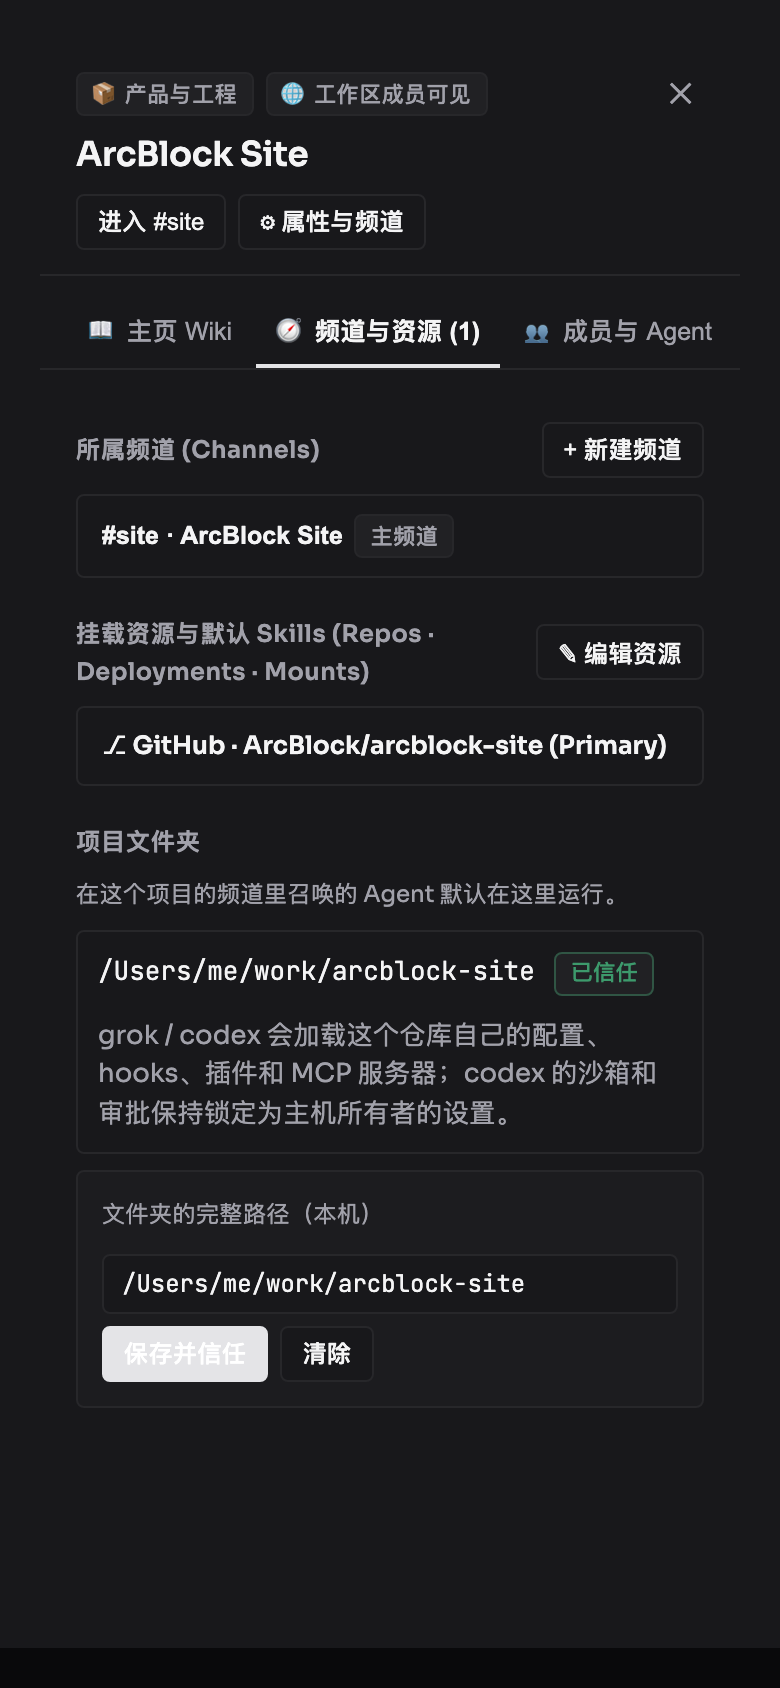 📦 产品与工程
🌐 工作区成员可见
ArcBlock Site
进入 #site
⚙ 属性与频道
📖 主页 Wiki
🧭 频道与资源 (1)
👥 成员与 Agent
所属频道 (Channels)
+ 新建频道
#site · ArcBlock Site
主频道
挂载资源与默认 Skills (Repos ·
Deployments · Mounts)
✎ 编辑资源
⎇ GitHub · ArcBlock/arcblock-site (Primary)
项目文件夹
在这个项目的频道里召唤的 Agent 默认在这里运行。
/Users/me/work/arcblock-site
已信任
grok / codex 会加载这个仓库自己的配置、
hooks、插件和 MCP 服务器；codex 的沙箱和
审批保持锁定为主机所有者的设置。
文件夹的完整路径（本机）
/Users/me/work/arcblock-site
保存并信任
清除